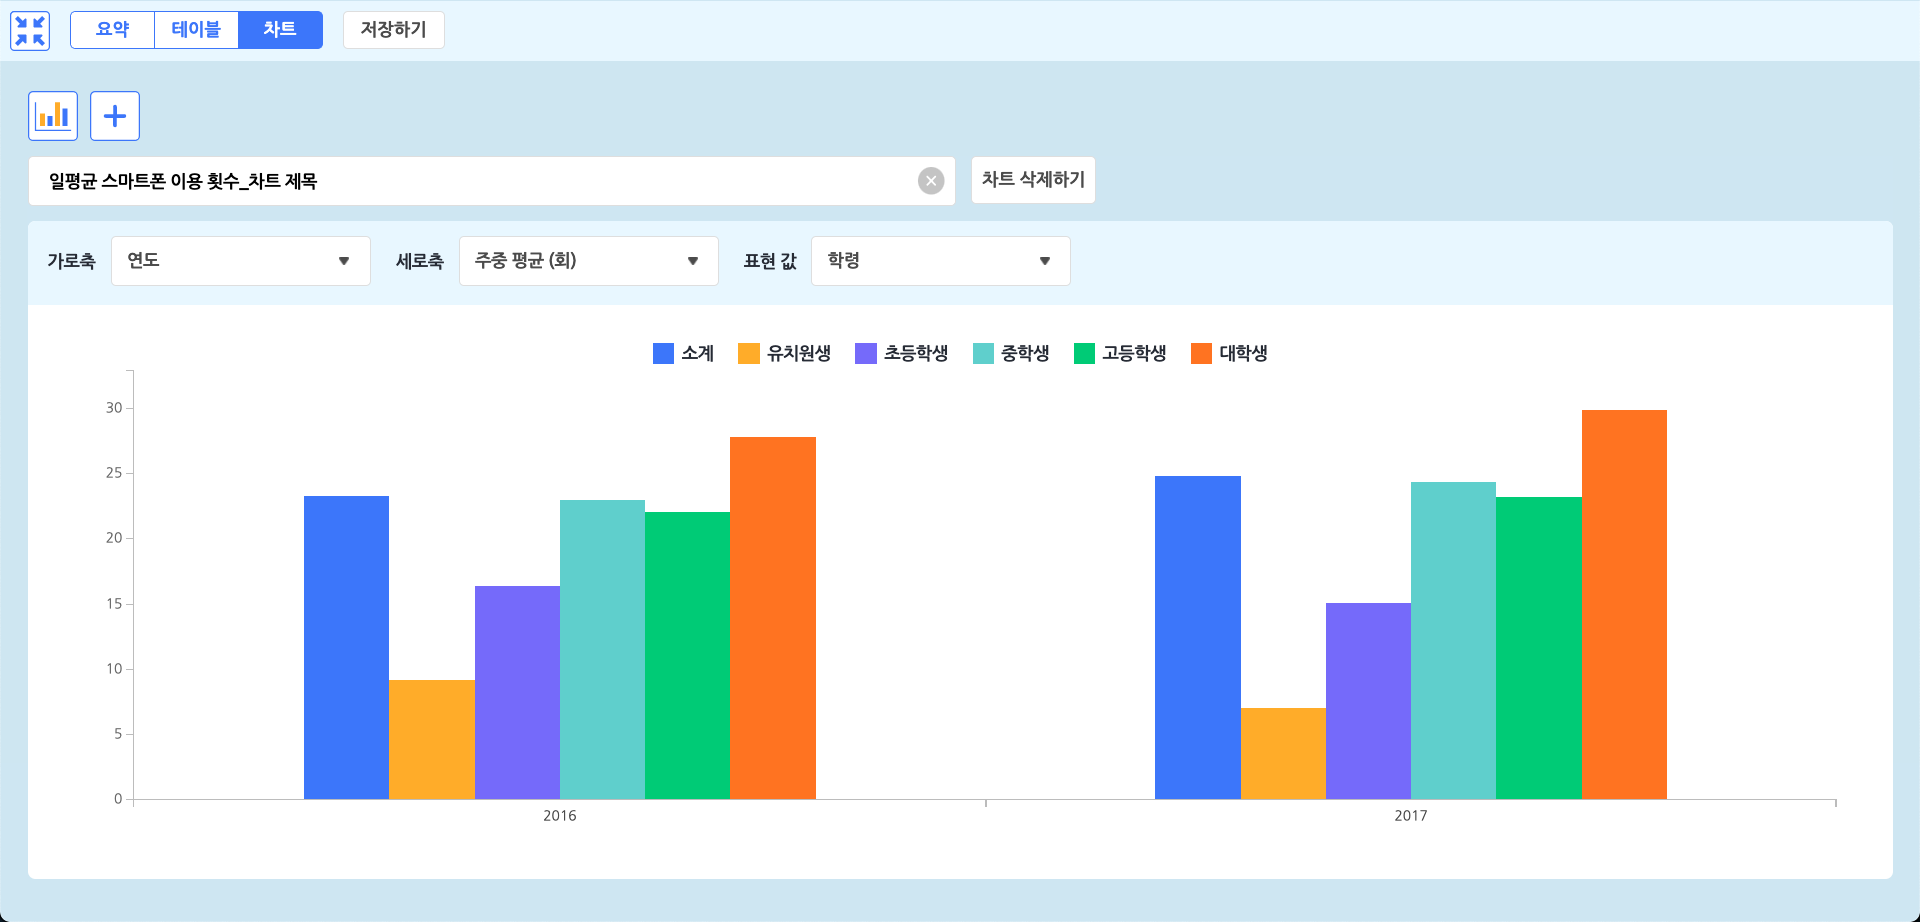 요약 테이블 차트 저장하기
일평균 스마트폰 이용 횟수_차트 제목
차트 삭제하기
가로축 연도 세로축 주중 평균 (회) 표현 값 학령
소계 유치원생 초등학생 중학생 고등학생 대학생
30
25
20
15
10
5
0
2016 2017